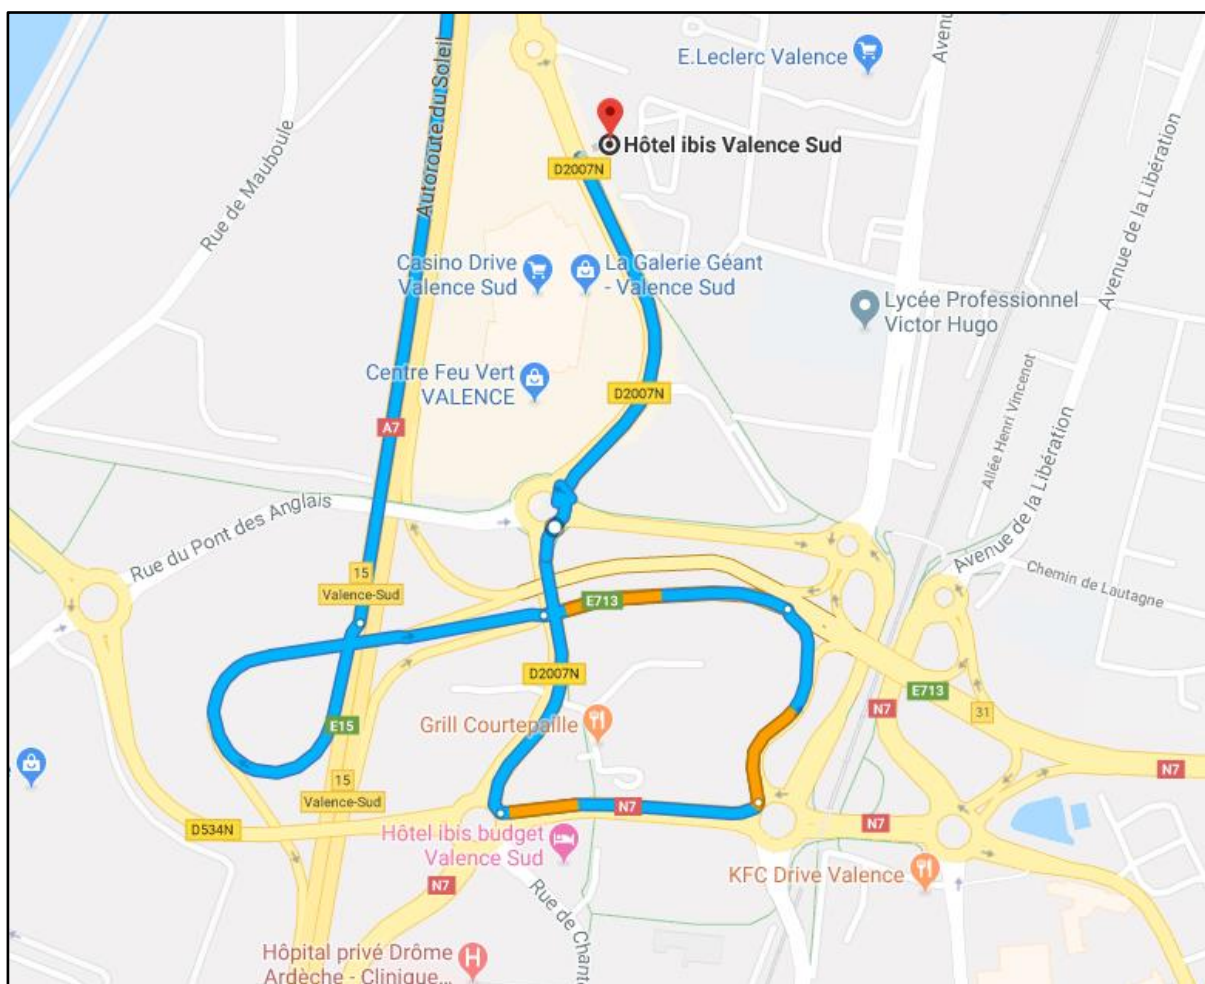 E.Leclerc Valence
Avenu
Autoroute du Soleil
Rue de Mauboule
Hôtel ibis Valence Sud
D2007N
Avenue de la Libération
Casino Drive
Valence Sud
La Galerie Géant
- Valence Sud
Lycée Professionnel
Victor Hugo
Centre Feu Vert
VALENCE
D2007N
A7
Allée Henri Vincenot
Avenue de la Libération
Rue du Pont des Anglais
Chemin de Lautagne
15
Valence-Sud
E713
D2007N
E713
N7
31
Grill Courtepaille
E15
15
Valence-Sud
N7
N7
D534N
N7
Hôtel ibis budget
Valence Sud
KFC Drive Valence
N7
Rue de Chant
Hôpital privé Drôme
Ardèche - Clinique...